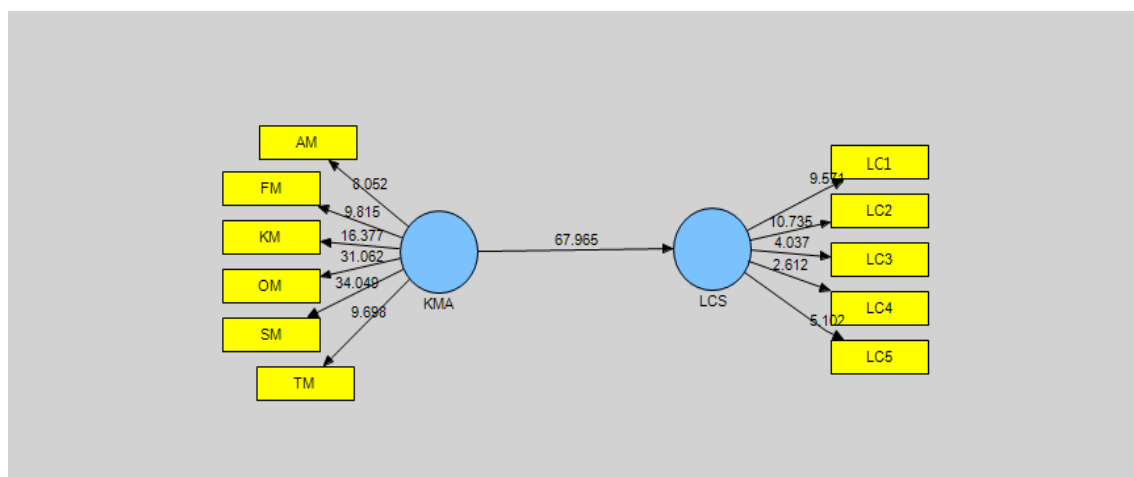 AM
8.052
FM
9.815
KM
16.377
OM
31.062
SM
34.049
TM
9.698
KMA
67.965
LCS
9.571
LC1
10.735
LC2
4.037
LC3
2.612
LC4
5.102
LC5